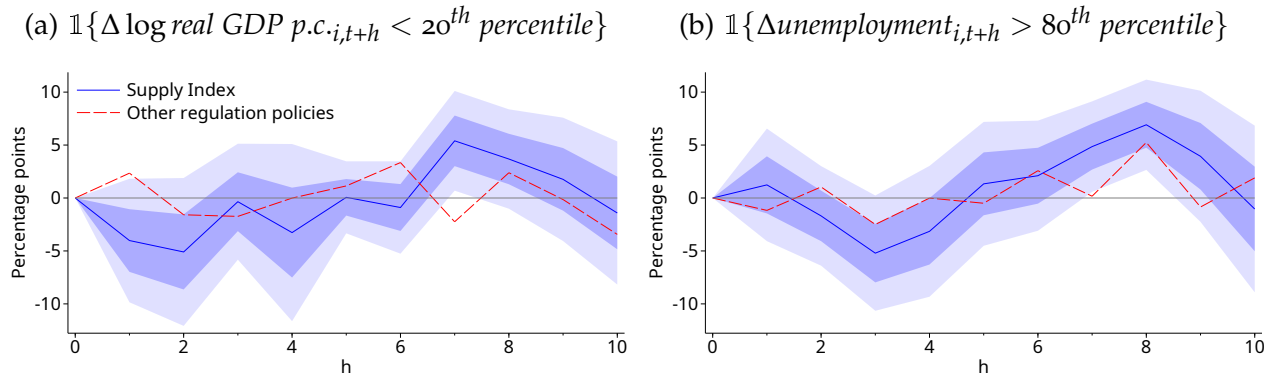 (a) 𝟙{Δ log real GDP p.c.ᵢ,ₜ₊ₕ < 20ᵗʰ percentile}
Percentage points
10
5
0
-5
-10
Supply Index
Other regulation policies
0 2 4 6 8 10
h
(b) 𝟙{Δunemploymentᵢ,ₜ₊ₕ > 80ᵗʰ percentile}
Percentage points
10
5
0
-5
-10
0 2 4 6 8 10
h